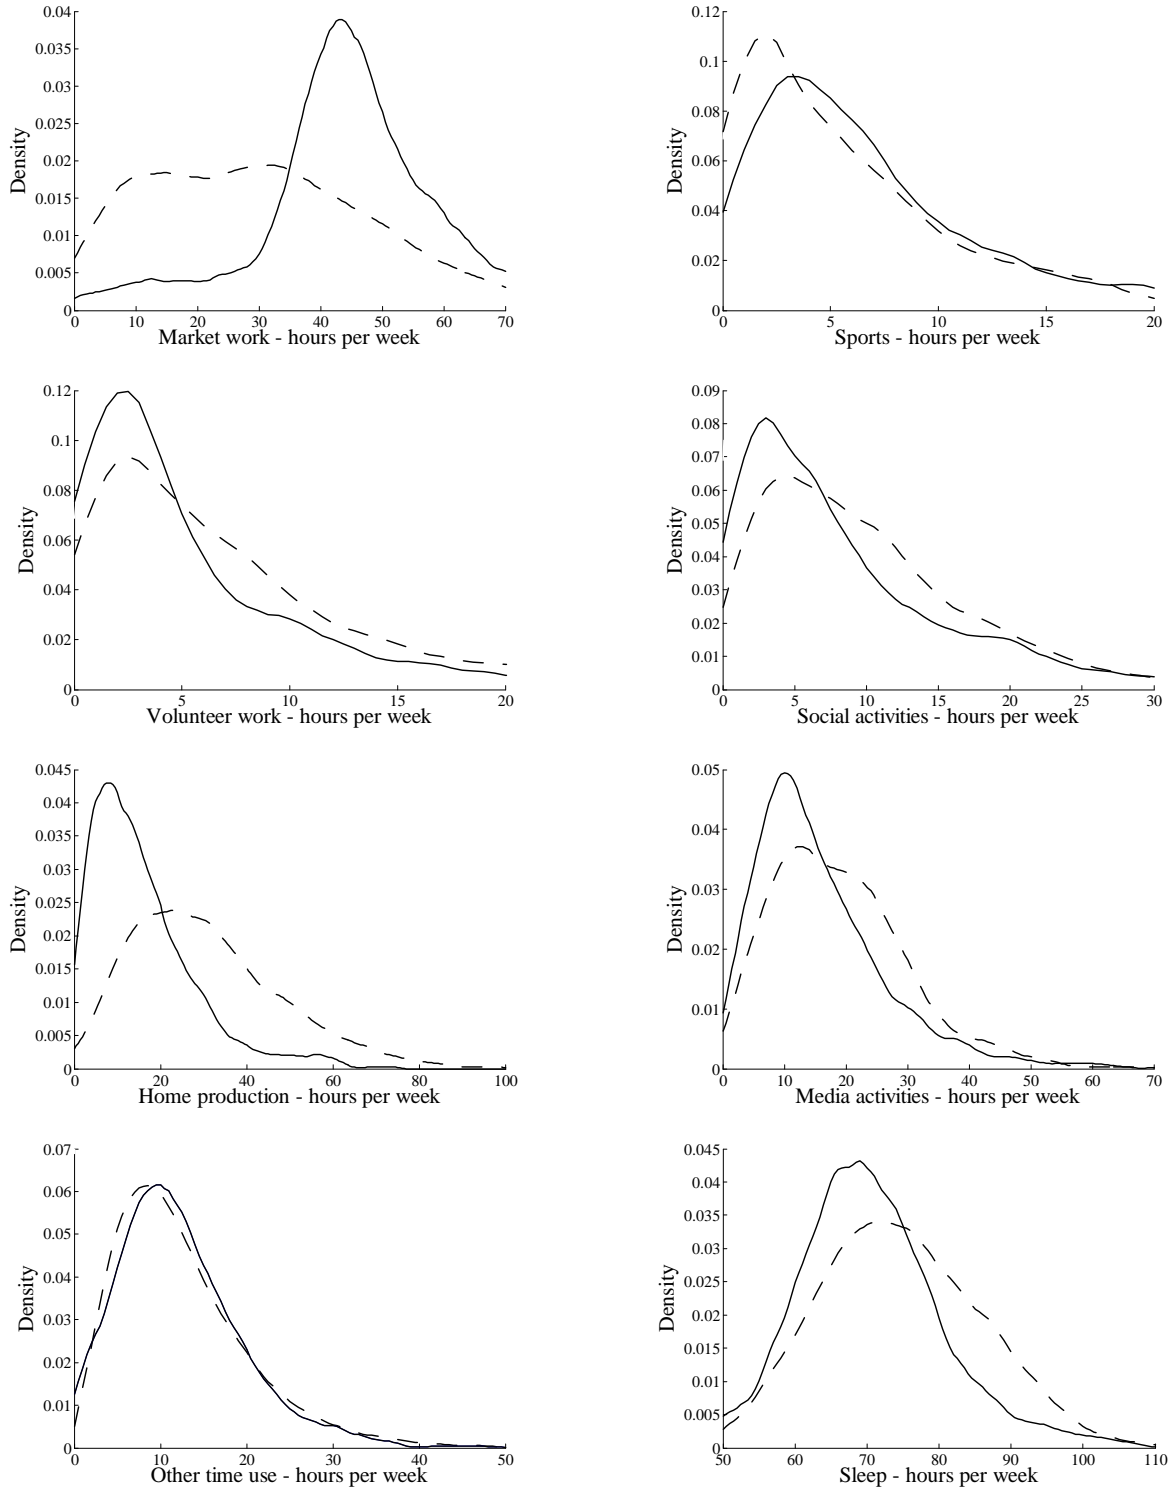 0.04
0.035
0.03
0.025
0.02
0.015
0.01
0.005
0
Density
0 10 20 30 40 50 60 70
Market work - hours per week
0.12
0.1
0.08
0.06
0.04
0.02
0
Density
0 5 10 15 20
Sports - hours per week
0.12
0.1
0.08
0.06
0.04
0.02
0
Density
0 5 10 15 20
Volunteer work - hours per week
0.09
0.08
0.07
0.06
0.05
0.04
0.03
0.02
0.01
0
Density
0 5 10 15 20 25 30
Social activities - hours per week
0.045
0.04
0.035
0.03
0.025
0.02
0.015
0.01
0.005
0
Density
0 20 40 60 80 100
Home production - hours per week
0.05
0.04
0.03
0.02
0.01
0
Density
0 10 20 30 40 50 60 70
Media activities - hours per week
0.07
0.06
0.05
0.04
0.03
0.02
0.01
0
Density
0 10 20 30 40 50
Other time use - hours per week
0.045
0.04
0.035
0.03
0.025
0.02
0.015
0.01
0.005
0
Density
50 60 70 80 90 100 110
Sleep - hours per week